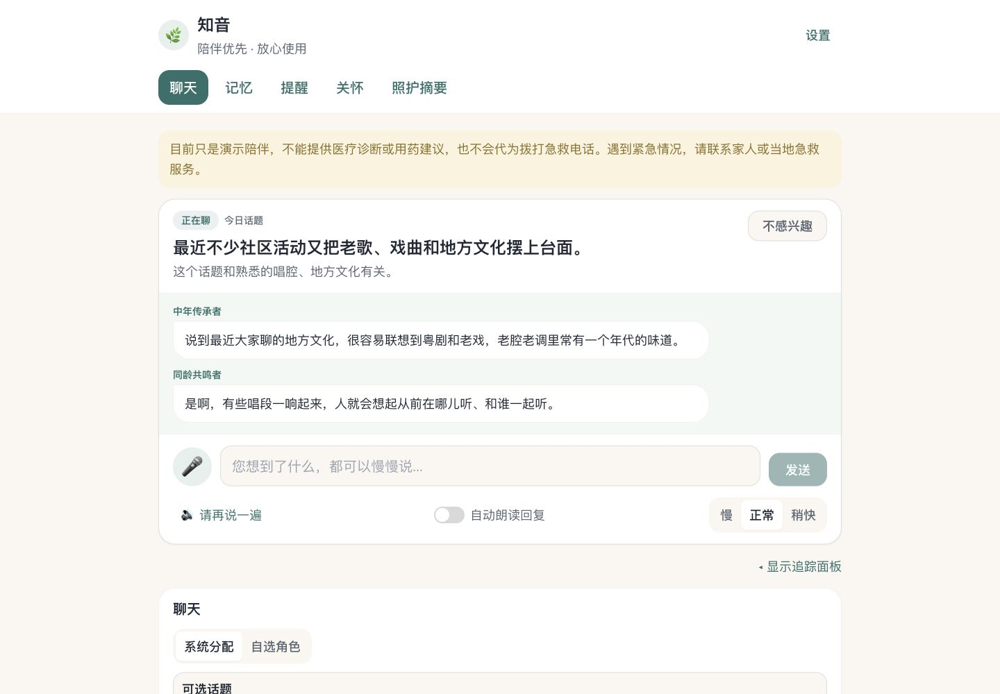 知音
陪伴优先 · 放心使用
设置
聊天
记忆
提醒
关怀
照护摘要
目前只是演示陪伴，不能提供医疗诊断或用药建议，也不会代为拨打急救电话。遇到紧急情况，请联系家人或当地急救
服务。
正在聊
今日话题
不感兴趣
最近不少社区活动又把老歌、戏曲和地方文化摆上台面。
这个话题和熟悉的唱腔、地方文化有关。
中年传承者
说到最近大家聊的地方文化，很容易联想到粤剧和老戏，老腔老调里常有一个年代的味道。
同龄共鸣者
是啊，有些唱段一响起来，人就会想起从前在哪儿听、和谁一起听。
您想到了什么，都可以慢慢说...
发送
请再说一遍
自动朗读回复
慢
正常
稍快
◂ 显示追踪面板
聊天
系统分配
自选角色
可选话题